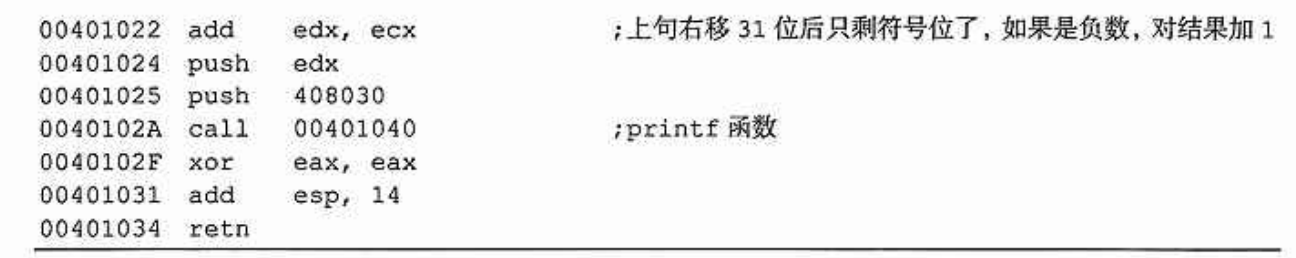 00401022 add edx, ecx ;上句右移 31 位后只剩符号位了，如果是负数，对结果加 1
00401024 push edx
00401025 push 408030
0040102A call 00401040 ;printf 函数
0040102F xor eax, eax
00401031 add esp, 14
00401034 retn